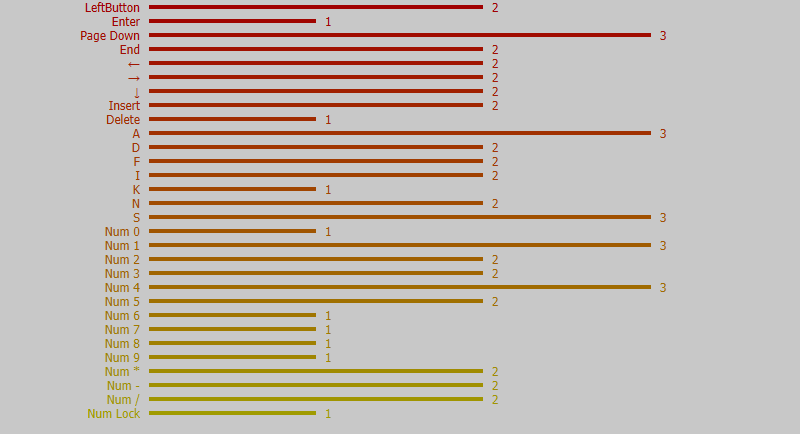 LeftButton 2
Enter 1
Page Down 3
End 2
← 2
→ 2
↓ 2
Insert 2
Delete 1
A 3
D 2
F 2
I 2
K 1
N 2
S 3
Num 0 1
Num 1 3
Num 2 2
Num 3 2
Num 4 3
Num 5 2
Num 6 1
Num 7 1
Num 8 1
Num 9 1
Num * 2
Num - 2
Num / 2
Num Lock 1